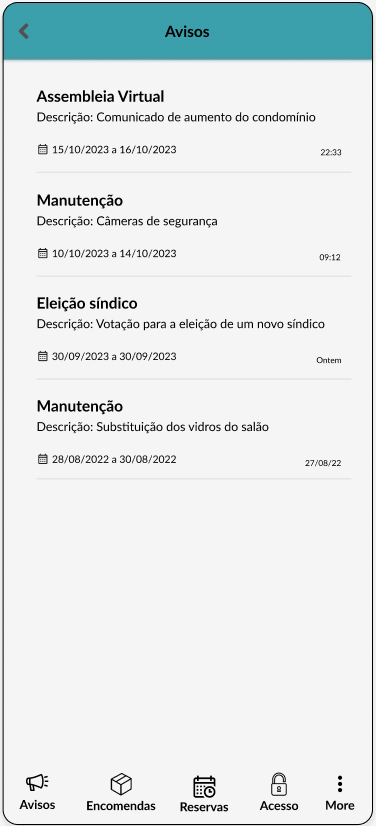 Avisos
Assembleia Virtual
Descrição: Comunicado de aumento do condomínio
15/10/2023 a 16/10/2023 22:33
Manutenção
Descrição: Câmeras de segurança
10/10/2023 a 14/10/2023 09:12
Eleição síndico
Descrição: Votação para a eleição de um novo síndico
30/09/2023 a 30/09/2023 Ontem
Manutenção
Descrição: Substituição dos vidros do salão
28/08/2022 a 30/08/2022 27/08/22
Avisos Encomendas Reservas Acesso More